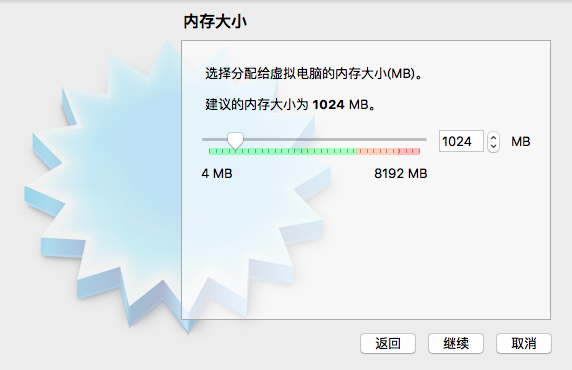 内存大小
选择分配给虚拟电脑的内存大小(MB)。
建议的内存大小为 1024 MB。
1024 MB
4 MB 8192 MB
返回 继续 取消